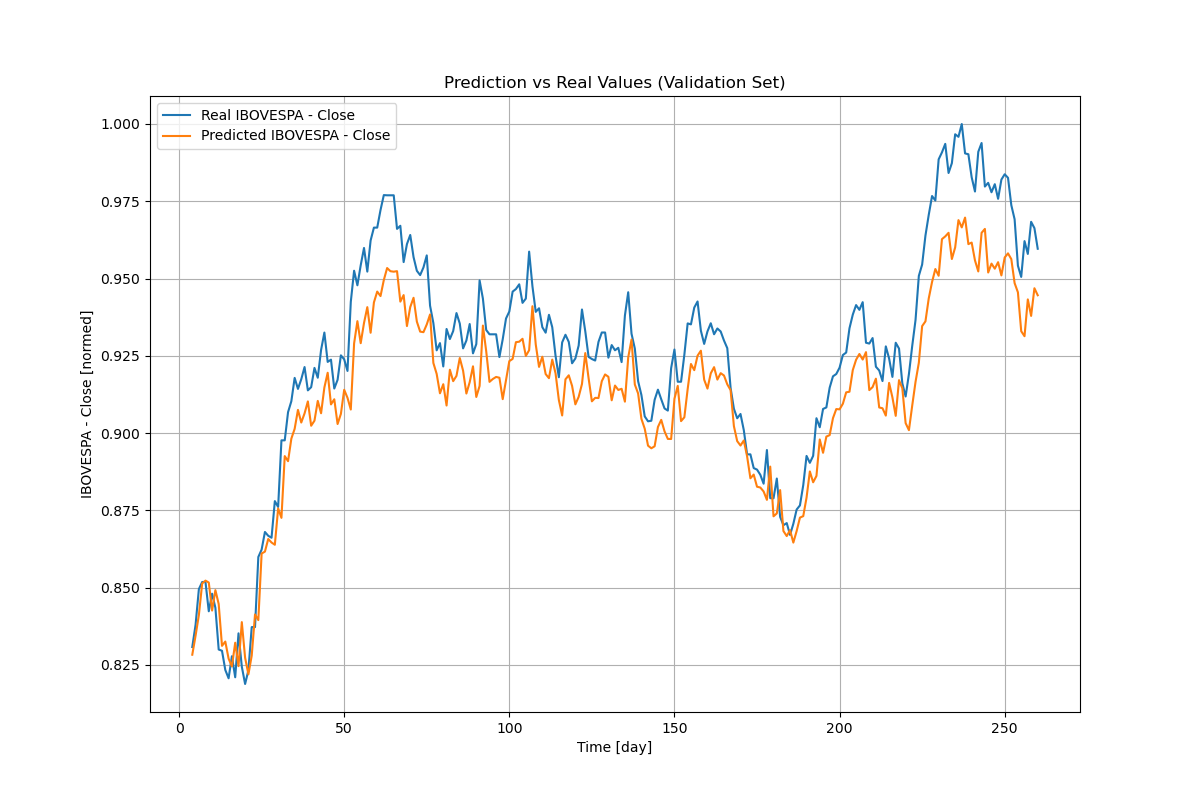 Prediction vs Real Values (Validation Set)
Real IBOVESPA - Close
Predicted IBOVESPA - Close
IBOVESPA - Close [normed]
1.000
0.975
0.950
0.925
0.900
0.875
0.850
0.825
0 50 100 150 200 250
Time [day]